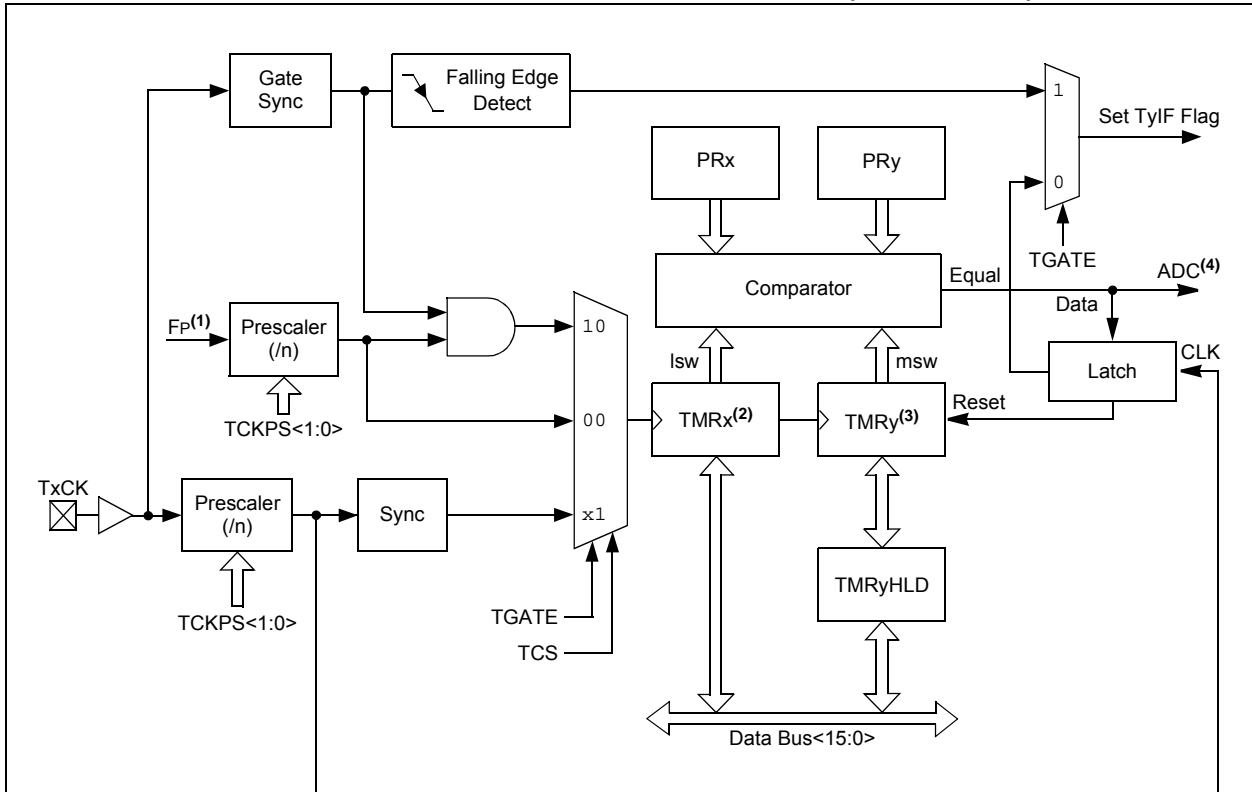 Gate
Sync
Falling Edge
Detect
1
Set TyIF Flag
PRx
PRy
0
TGATE
Comparator
Equal
ADC(4)
Data
FP(1)
Prescaler
(/n)
10
lsw
msw
Latch
CLK
TCKPS<1:0>
00
TMRx(2)
TMRy(3)
Reset
TxCK
Prescaler
(/n)
Sync
x1
TMRyHLD
TCKPS<1:0>
TGATE
TCS
Data Bus<15:0>